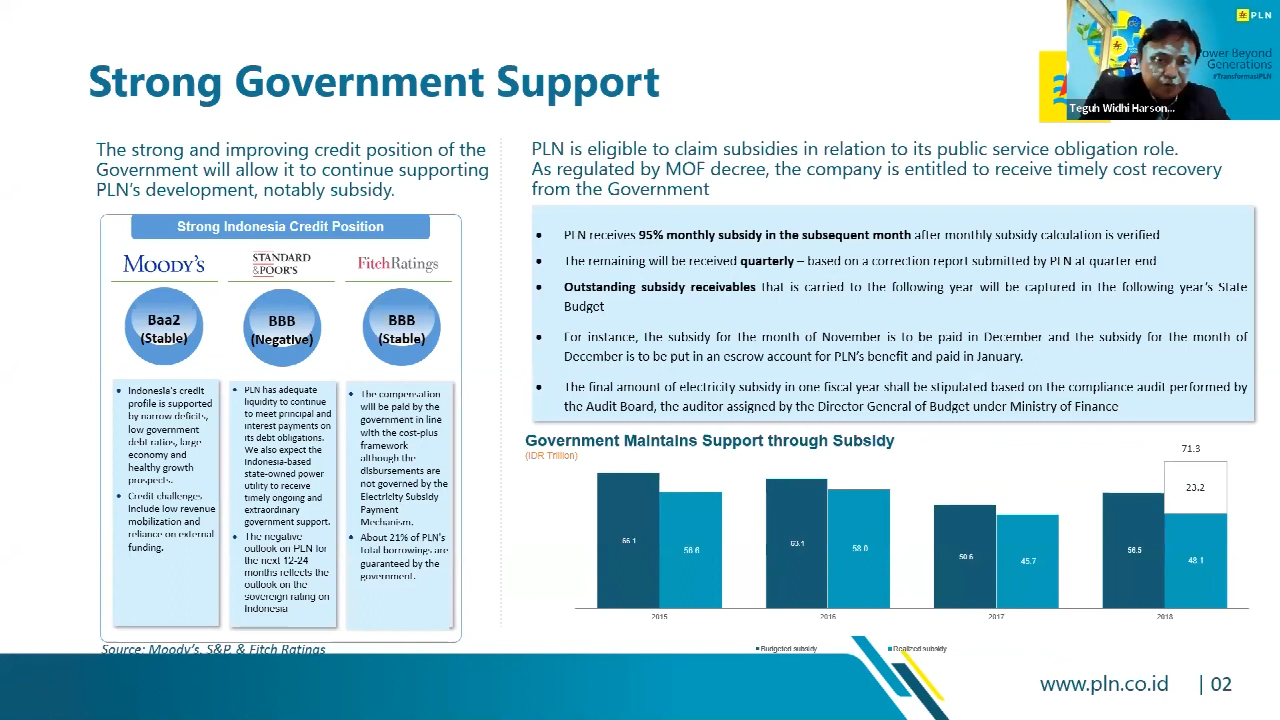 PLN
Power Beyond
Generations
#TransformasiPLN
Teguh Widhi Harson...
Strong Government Support
The strong and improving credit position of the
Government will allow it to continue supporting
PLN's development, notably subsidy.
Strong Indonesia Credit Position
MOODY'S
STANDARD
&POOR'S
FitchRatings
Baa2
(Stable)
BBB
(Negative)
BBB
(Stable)
• Indonesia's credit
profile is supported
by narrow deficits,
low government
debt ratios, large
economy and
healthy growth
prospects.
• Credit challenges
include low revenue
mobilization and
reliance on external
funding.
• PLN has adequate
liquidity to continue
to meet principal and
interest payments on
its debt obligations.
We also expect the
Indonesia-based
state-owned power
utility to receive
timely ongoing and
extraordinary
government support.
• The negative
outlook on PLN for
the next 12-24
months reflects the
outlook on the
sovereign rating on
Indonesia
• The compensation
will be paid by the
government in line
with the cost-plus
framework
although the
disbursements are
not governed by the
Electricity Subsidy
Payment
Mechanism.
• About 21% of PLN's
total borrowings are
guaranteed by the
government.
Source: Moody's, S&P, & Fitch Ratings
PLN is eligible to claim subsidies in relation to its public service obligation role.
As regulated by MOF decree, the company is entitled to receive timely cost recovery
from the Government
• PLN receives 95% monthly subsidy in the subsequent month after monthly subsidy calculation is verified
• The remaining will be received quarterly – based on a correction report submitted by PLN at quarter end
• Outstanding subsidy receivables that is carried to the following year will be captured in the following year's State
Budget
• For instance, the subsidy for the month of November is to be paid in December and the subsidy for the month of
December is to be put in an escrow account for PLN's benefit and paid in January.
• The final amount of electricity subsidy in one fiscal year shall be stipulated based on the compliance audit performed by
the Audit Board, the auditor assigned by the Director General of Budget under Ministry of Finance
Government Maintains Support through Subsidy
(IDR Trillion)
71.3
23.2
66.1
56.6
63.1
58.0
50.6
45.7
56.5
48.1
2015
2016
2017
2018
Budgeted subsidy
Realized subsidy
www.pln.co.id | 02